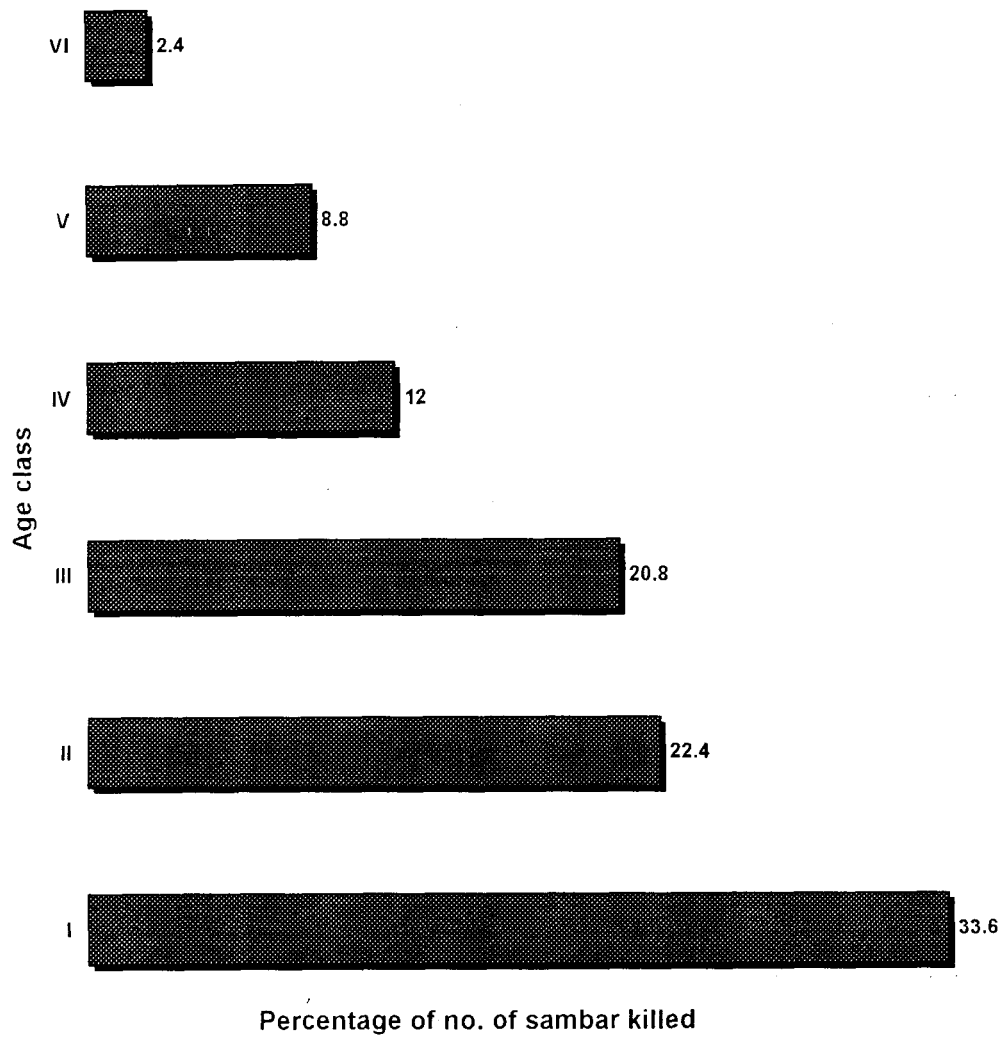 VI 2.4
V 8.8
IV 12
Age class
III 20.8
II 22.4
I 33.6
Percentage of no. of sambar killed